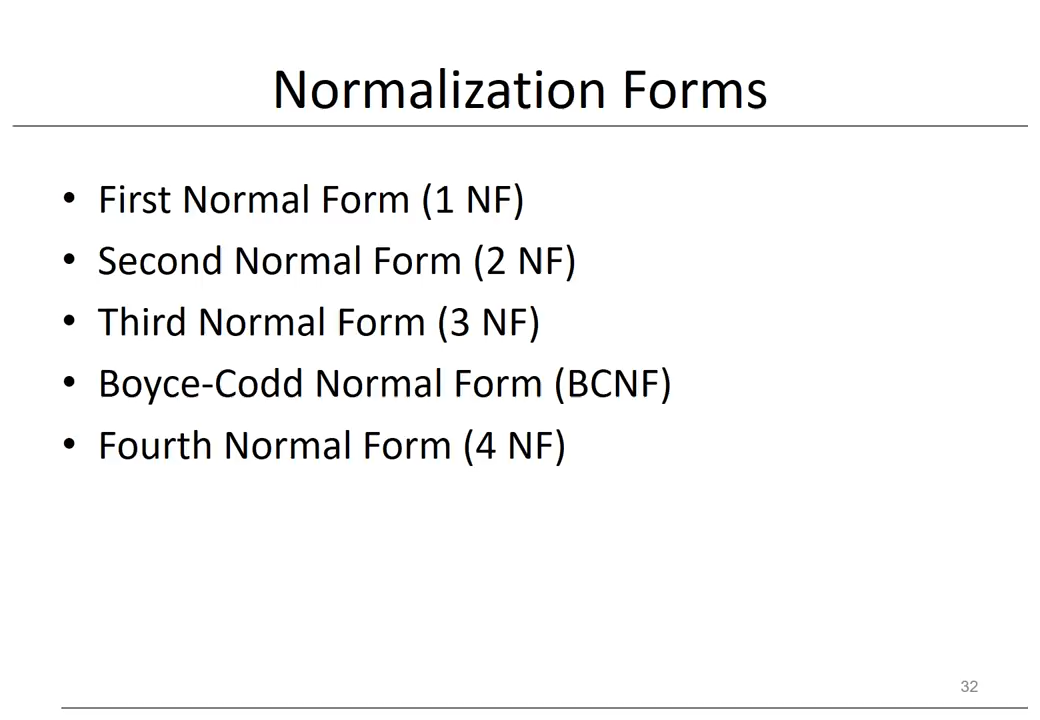 Normalization Forms
• First Normal Form (1 NF)
• Second Normal Form (2 NF)
• Third Normal Form (3 NF)
• Boyce-Codd Normal Form (BCNF)
• Fourth Normal Form (4 NF)
32